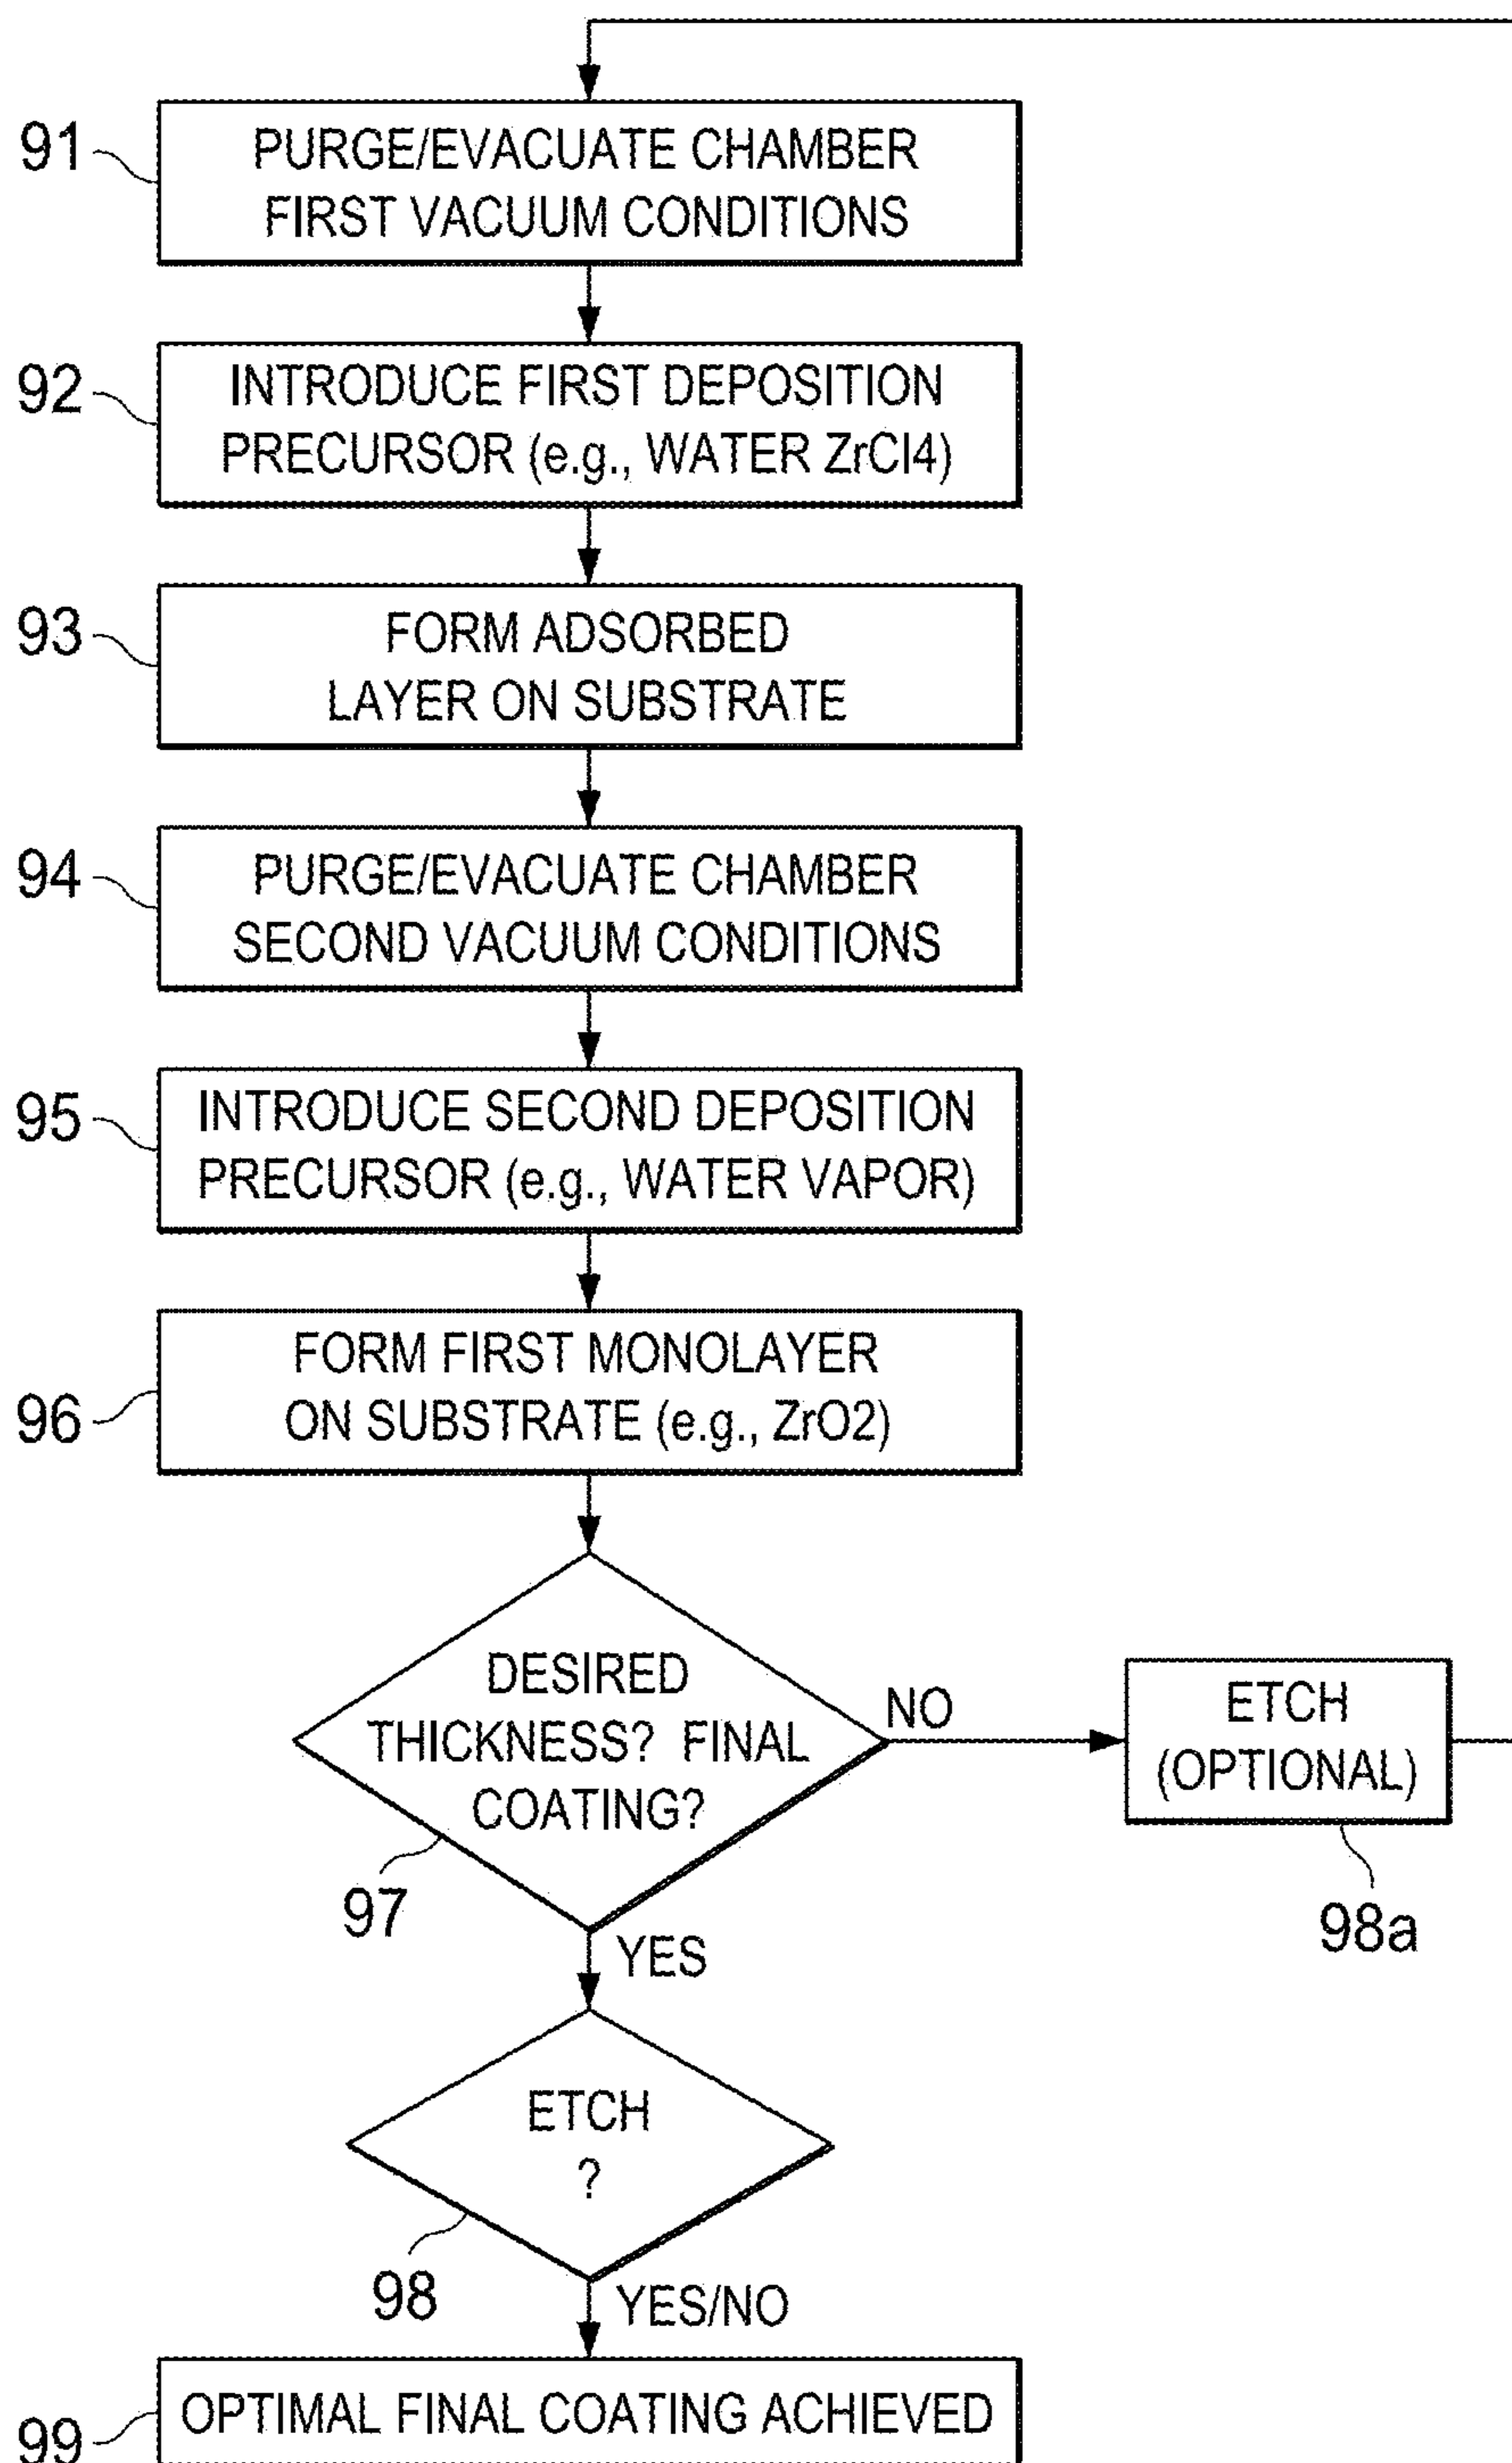 91
PURGE/EVACUATE CHAMBER
FIRST VACUUM CONDITIONS
92
INTRODUCE FIRST DEPOSITION
PRECURSOR (e.g., WATER ZrCl4)
93
FORM ADSORBED
LAYER ON SUBSTRATE
94
PURGE/EVACUATE CHAMBER
SECOND VACUUM CONDITIONS
95
INTRODUCE SECOND DEPOSITION
PRECURSOR (e.g., WATER VAPOR)
96
FORM FIRST MONOLAYER
ON SUBSTRATE (e.g., ZrO2)
DESIRED
THICKNESS? FINAL
COATING?
97
NO
ETCH
(OPTIONAL)
98a
YES
ETCH
?
98
YES/NO
99
OPTIMAL FINAL COATING ACHIEVED